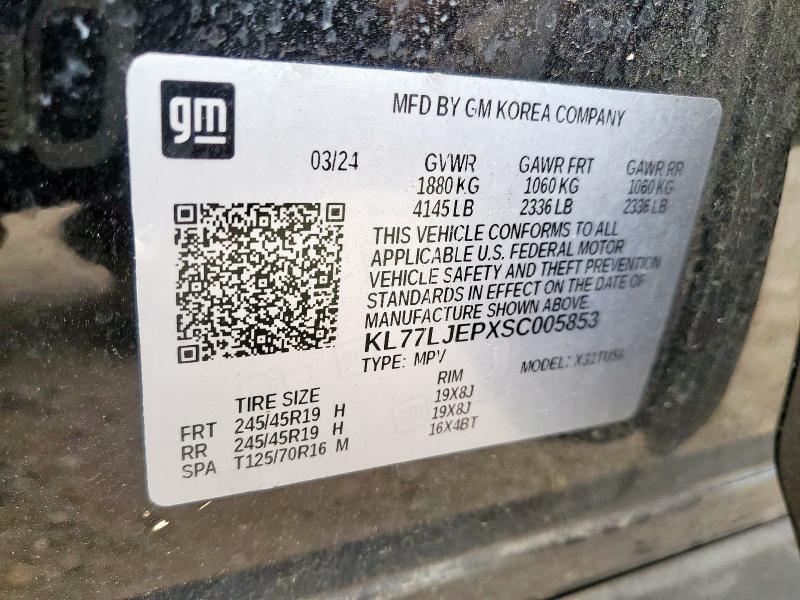 gm
MFD BY GM KOREA COMPANY
03/24 GVWR GAWR FRT GAWR RR
1880 KG 1060 KG 1060 KG
4145 LB 2336 LB 2336 LB
THIS VEHICLE CONFORMS TO ALL
APPLICABLE U.S. FEDERAL MOTOR
VEHICLE SAFETY AND THEFT PREVENTION
STANDARDS IN EFFECT ON THE DATE OF
MANUFACTURE SHOWN ABOVE.
KL77LJEPXSC005853
TYPE: MPV MODEL:
TIRE SIZE RIM
FRT 245/45R19 H 19X8J
RR 245/45R19 H 19X8J
SPA T125/70R16 M 16X4BT